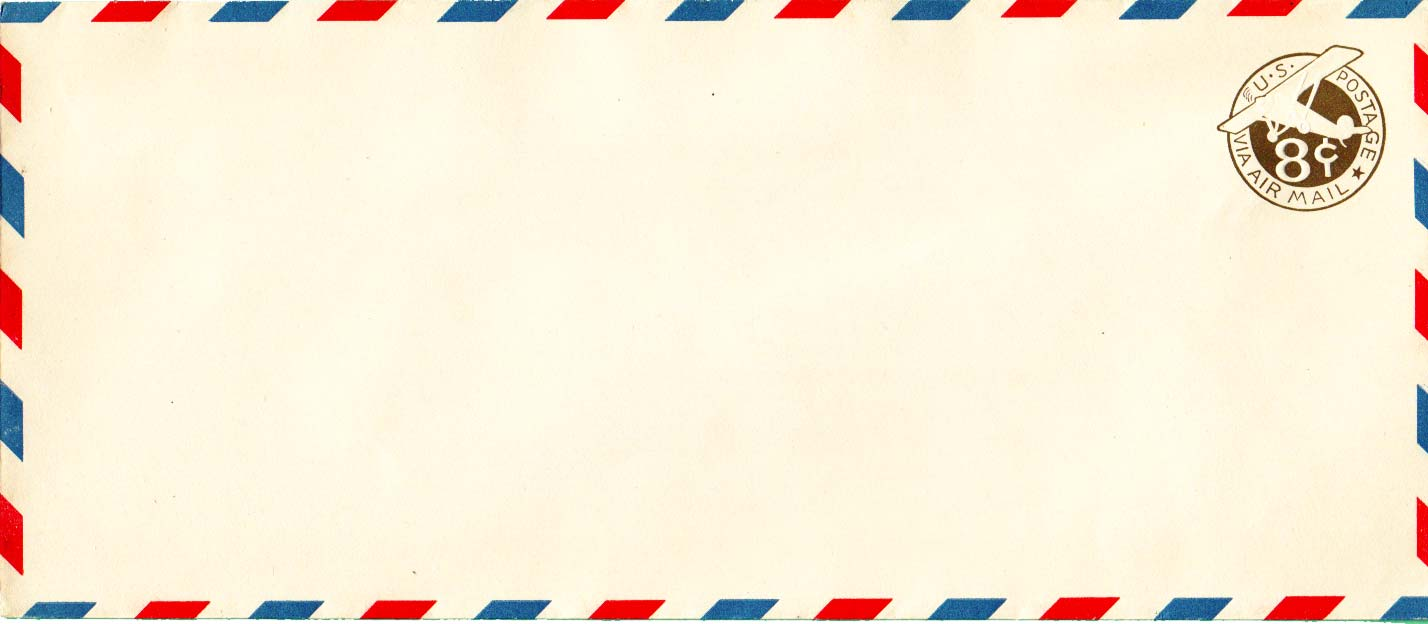 U·S· POSTAGE
8¢
VIA AIR MAIL